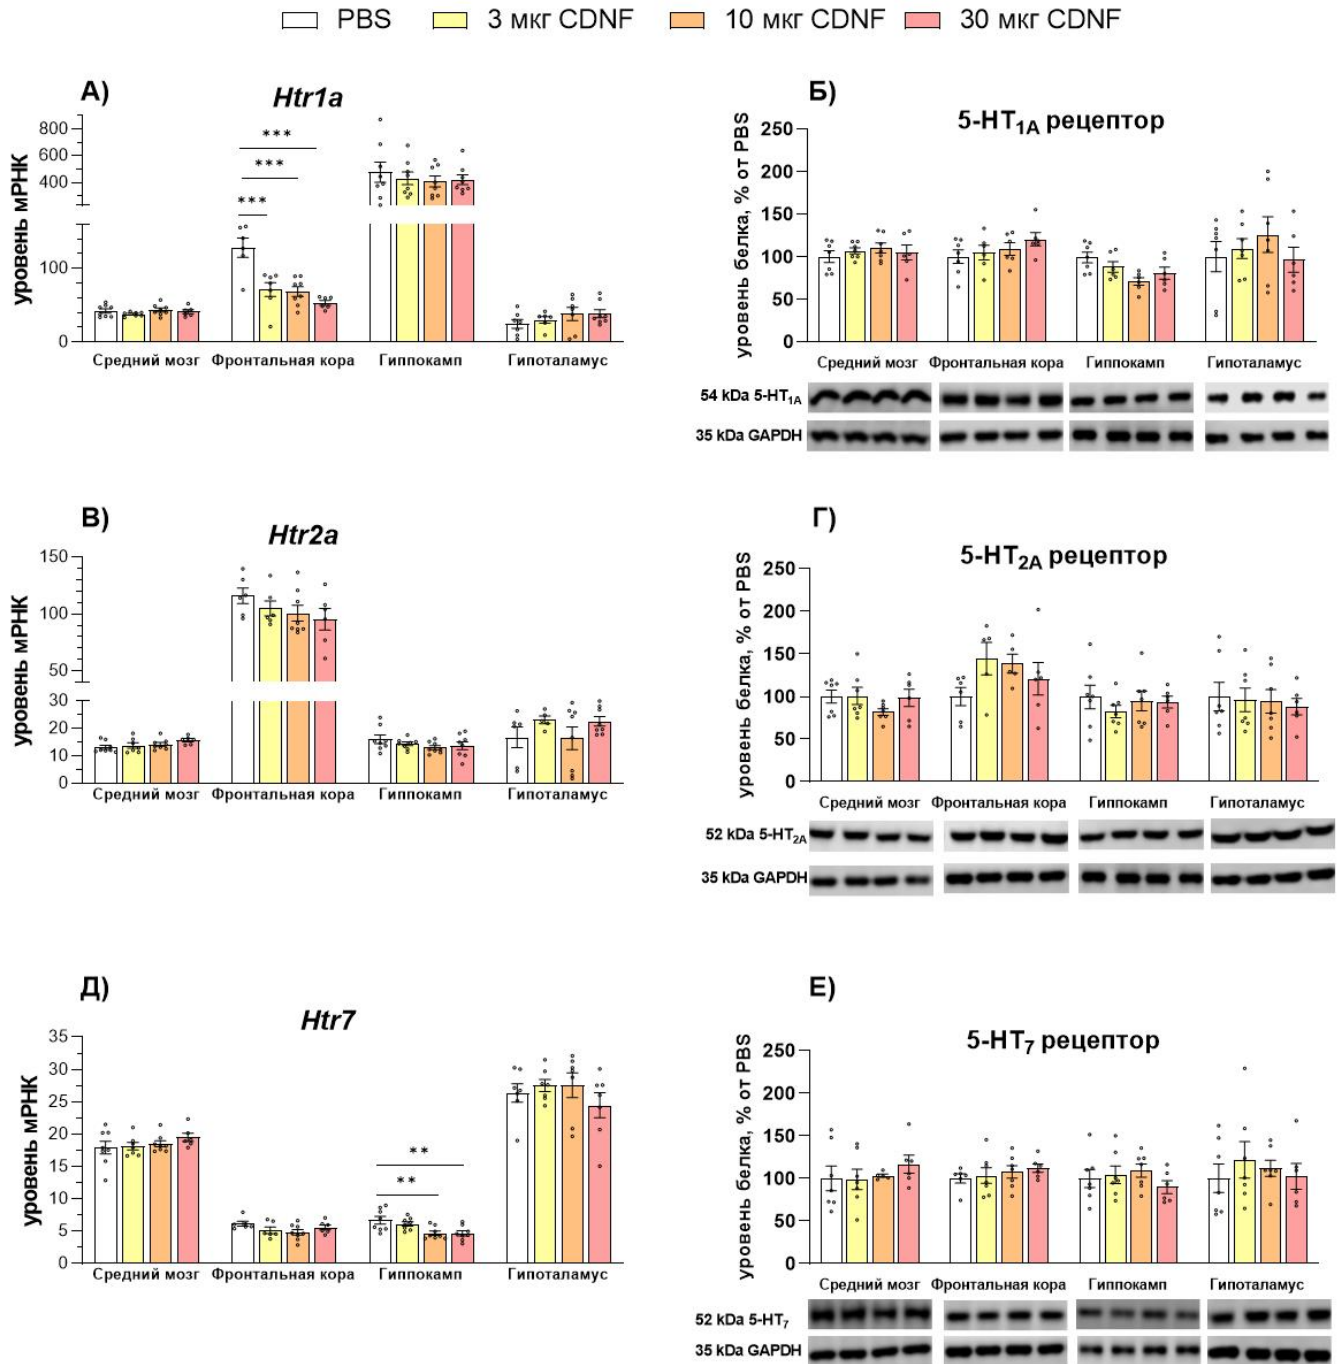 PBS 3 мкг CDNF 10 мкг CDNF 30 мкг CDNF
А)
Htr1a
уровень мРНК
800
600
400
100
0
*** 
***
***
Средний мозг Фронтальная кора Гиппокамп Гипоталамус
Б)
5-HT1A рецептор
уровень белка, % от PBS
250
200
150
100
50
0
Средний мозг Фронтальная кора Гиппокамп Гипоталамус
54 kDa 5-HT1A
35 kDa GAPDH
В)
Htr2a
уровень мРНК
150
100
50
30
20
10
0
Средний мозг Фронтальная кора Гиппокамп Гипоталамус
Г)
5-HT2A рецептор
уровень белка, % от PBS
250
200
150
100
50
0
Средний мозг Фронтальная кора Гиппокамп Гипоталамус
52 kDa 5-HT2A
35 kDa GAPDH
Д)
Htr7
уровень мРНК
35
30
25
20
15
10
5
0
**
**
Средний мозг Фронтальная кора Гиппокамп Гипоталамус
Е)
5-HT7 рецептор
уровень белка, % от PBS
250
200
150
100
50
0
Средний мозг Фронтальная кора Гиппокамп Гипоталамус
52 kDa 5-HT7
35 kDa GAPDH